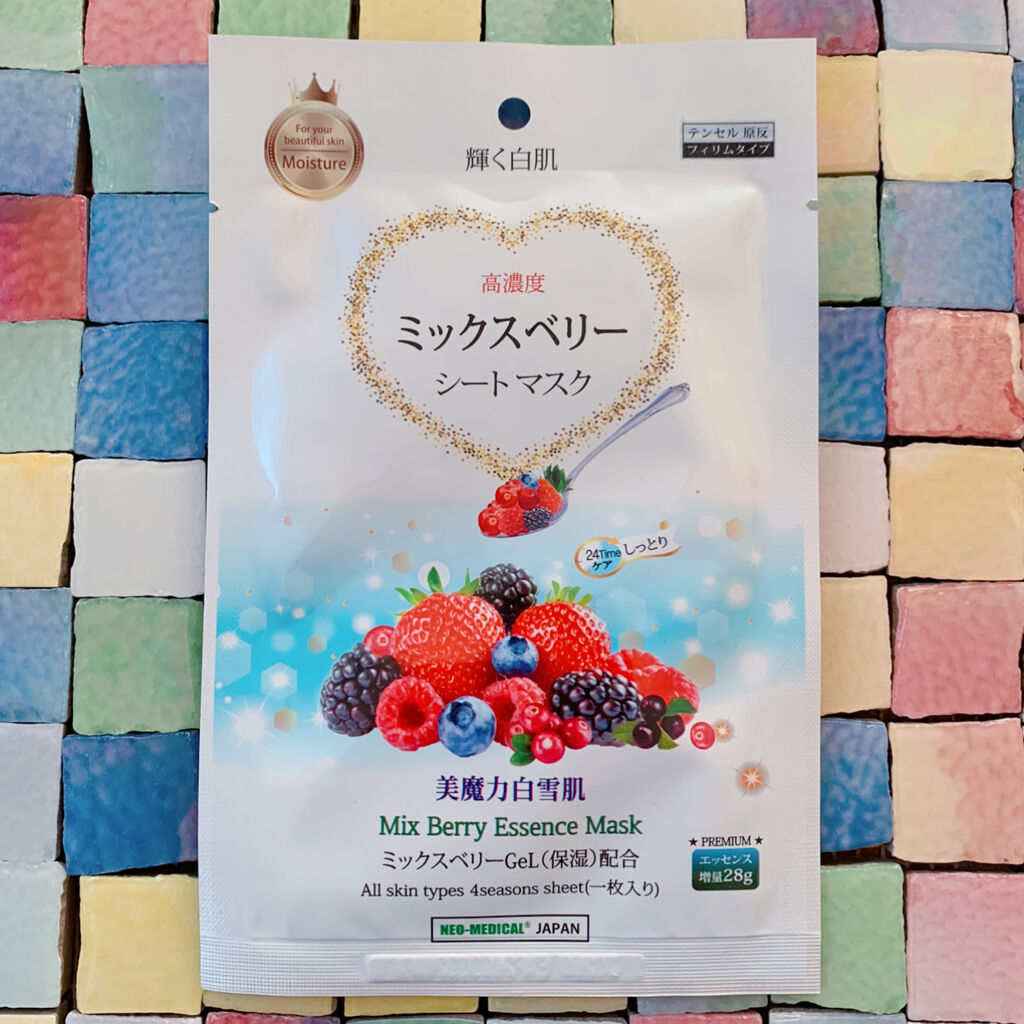 For your
beautiful skin
Moisture
輝く白肌
テンセル 原反
フィリムタイプ
高濃度
ミックスベリー
シートマスク
24Time
ケア
しっとり
美魔力白雪肌
Mix Berry Essence Mask
ミックスベリーGeL(保湿)配合
All skin types 4seasons sheet(一枚入り)
★ PREMIUM ★
エッセンス
増量28g
NEO-MEDICAL® JAPAN